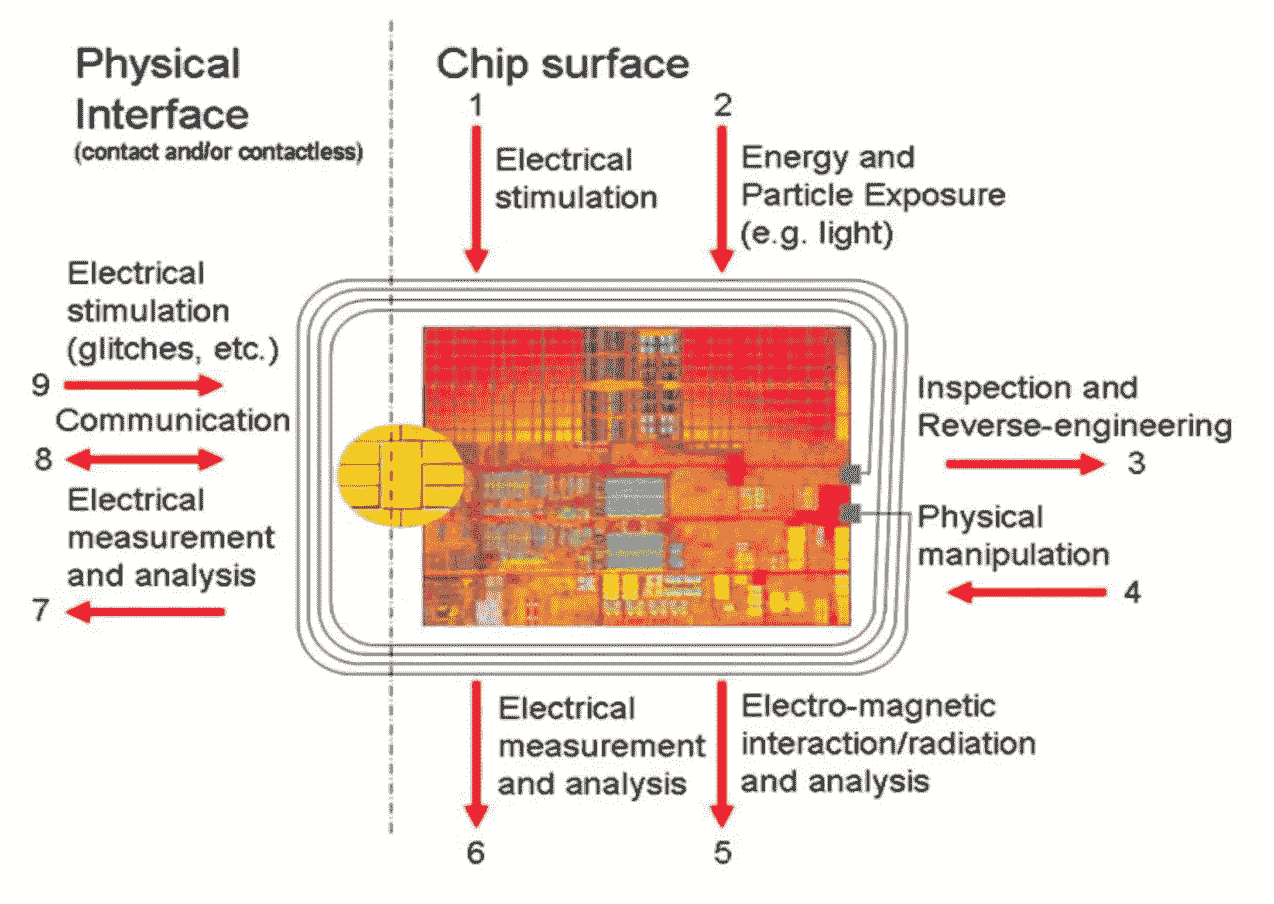 Physical
Interface
(contact and/or contactless)
Chip surface
1
Electrical
stimulation
2
Energy and
Particle Exposure
(e.g. light)
Electrical
stimulation
(glitches, etc.)
9
Communication
8
Electrical
measurement
and analysis
7
Inspection and
Reverse-engineering
3
Physical
manipulation
4
Electrical
measurement
and analysis
6
Electro-magnetic
interaction/radiation
and analysis
5